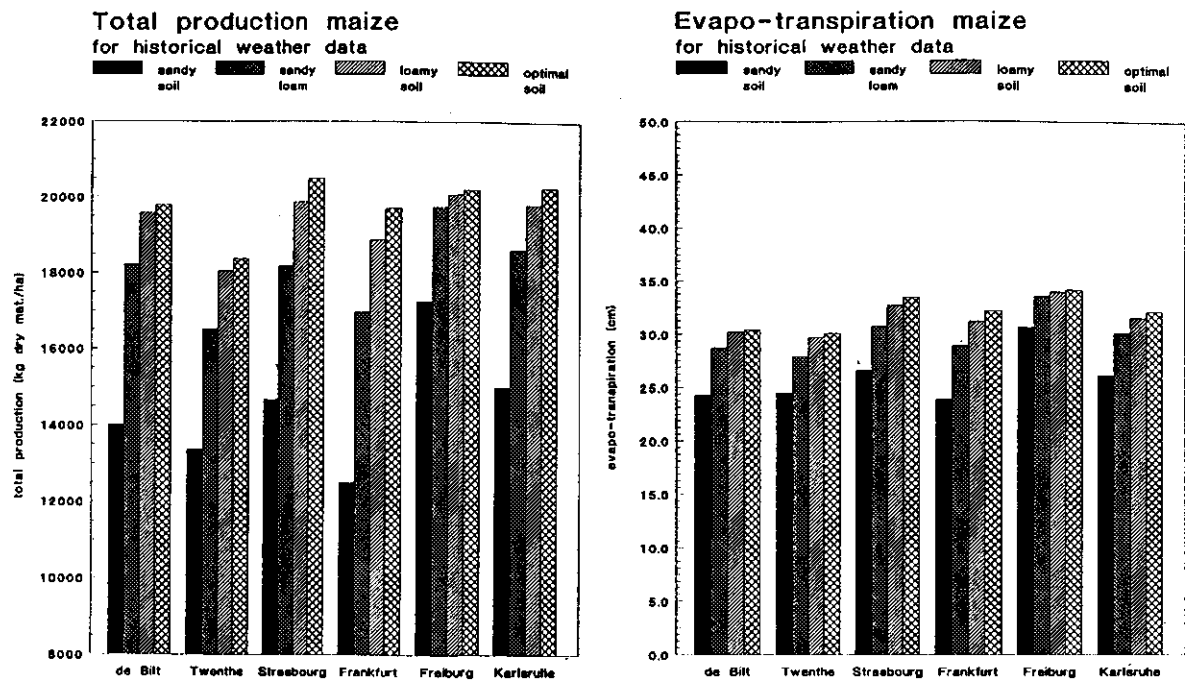 Total production maize
for historical weather data
sandy soil
sandy loam
loamy soil
optimal soil
22000
20000
18000
16000
14000
12000
10000
8000
total production (kg dry mat./ha)
de Bilt Twenthe Strasbourg Frankfurt Freiburg Karlsruhe
Evapo-transpiration maize
for historical weather data
sandy soil
sandy loam
loamy soil
optimal soil
50.0
45.0
40.0
35.0
30.0
25.0
20.0
15.0
10.0
5.0
0.0
evapo-transpiration (cm)
de Bilt Twenthe Strasbourg Frankfurt Freiburg Karlsruhe